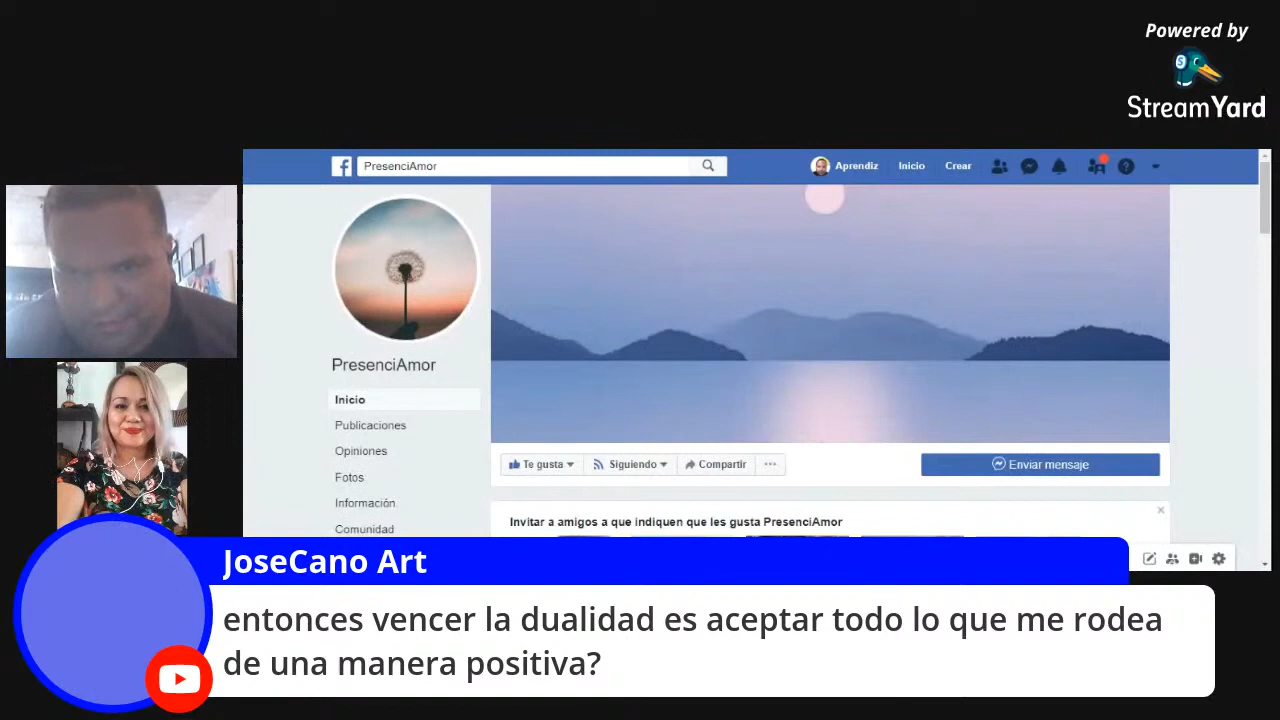 Powered by
StreamYard
PresenciAmor
Aprendiz
Inicio
Crear
PresenciAmor
Inicio
Publicaciones
Opiniones
Fotos
Información
Comunidad
Te gusta
Siguiendo
Compartir
Enviar mensaje
Invitar a amigos a que indiquen que les gusta PresenciAmor
JoseCano Art
entonces vencer la dualidad es aceptar todo lo que me rodea
de una manera positiva?